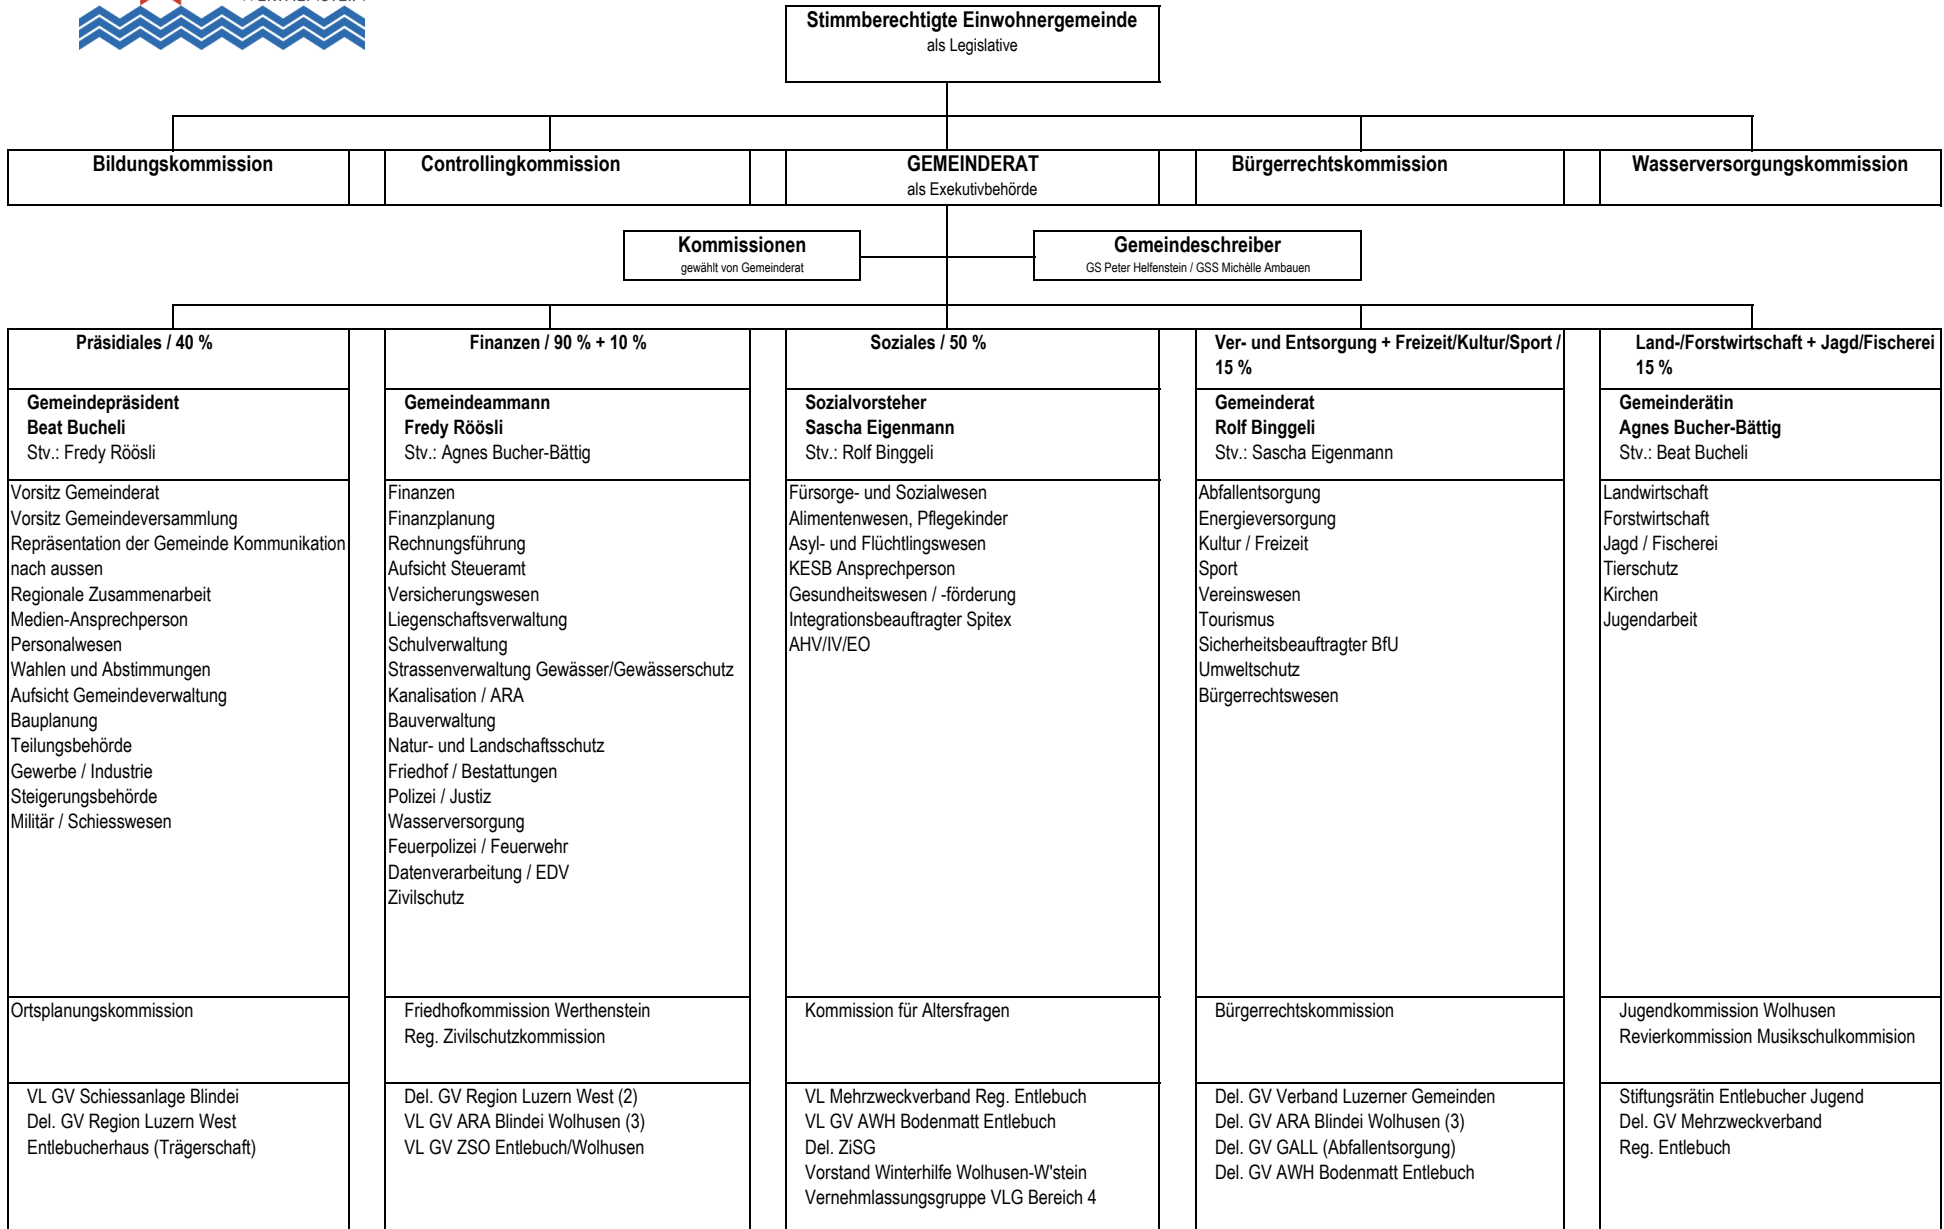 Stimmberechtigte Einwohnergemeinde
als Legislative
Bildungskommission
Controllingkommission
GEMEINDERAT
als Exekutivbehörde
Bürgerrechtskommission
Wasserversorgungskommission
Kommissionen
gewählt von Gemeinderat
Gemeindeschreiber
GS Peter Helfenstein / GSS Michèlle Ambauen
Präsidiales / 40 %
Gemeindepräsident
Beat Bucheli
Stv.: Fredy Röösli
Vorsitz Gemeinderat
Vorsitz Gemeindeversammlung
Repräsentation der Gemeinde Kommunikation
nach aussen
Regionale Zusammenarbeit
Medien-Ansprechperson
Personalwesen
Wahlen und Abstimmungen
Aufsicht Gemeindeverwaltung
Bauplanung
Teilungsbehörde
Gewerbe / Industrie
Steigerungsbehörde
Militär / Schiesswesen
Ortsplanungskommission
VL GV Schiessanlage Blindei
Del. GV Region Luzern West
Entlebucherhaus (Trägerschaft)
Finanzen / 90 % + 10 %
Gemeindeammann
Fredy Röösli
Stv.: Agnes Bucher-Bättig
Finanzen
Finanzplanung
Rechnungsführung
Aufsicht Steueramt
Versicherungswesen
Liegenschaftsverwaltung
Schulverwaltung
Strassenverwaltung Gewässer/Gewässerschutz
Kanalisation / ARA
Bauverwaltung
Natur- und Landschaftsschutz
Friedhof / Bestattungen
Polizei / Justiz
Wasserversorgung
Feuerpolizei / Feuerwehr
Datenverarbeitung / EDV
Zivilschutz
Friedhofkommission Werthenstein
Reg. Zivilschutzkommission
Del. GV Region Luzern West (2)
VL GV ARA Blindei Wolhusen (3)
VL GV ZSO Entlebuch/Wolhusen
Soziales / 50 %
Sozialvorsteher
Sascha Eigenmann
Stv.: Rolf Binggeli
Fürsorge- und Sozialwesen
Alimentenwesen, Pflegekinder
Asyl- und Flüchtlingswesen
KESB Ansprechperson
Gesundheitswesen / -förderung
Integrationsbeauftragter Spitex
AHV/IV/EO
Kommission für Altersfragen
VL Mehrzweckverband Reg. Entlebuch
VL GV AWH Bodenmatt Entlebuch
Del. ZiSG
Vorstand Winterhilfe Wolhusen-W'stein
Vernehmlassungsgruppe VLG Bereich 4
Ver- und Entsorgung + Freizeit/Kultur/Sport /
15 %
Gemeinderat
Rolf Binggeli
Stv.: Sascha Eigenmann
Abfallentsorgung
Energieversorgung
Kultur / Freizeit
Sport
Vereinswesen
Tourismus
Sicherheitsbeauftragter BfU
Umweltschutz
Bürgerrechtswesen
Bürgerrechtskommission
Del. GV Verband Luzerner Gemeinden
Del. GV ARA Blindei Wolhusen (3)
Del. GV GALL (Abfallentsorgung)
Del. GV AWH Bodenmatt Entlebuch
Land-/Forstwirtschaft + Jagd/Fischerei
15 %
Gemeinderätin
Agnes Bucher-Bättig
Stv.: Beat Bucheli
Landwirtschaft
Forstwirtschaft
Jagd / Fischerei
Tierschutz
Kirchen
Jugendarbeit
Jugendkommission Wolhusen
Revierkommission Musikschulkommision
Stiftungsrätin Entlebucher Jugend
Del. GV Mehrzweckverband
Reg. Entlebuch